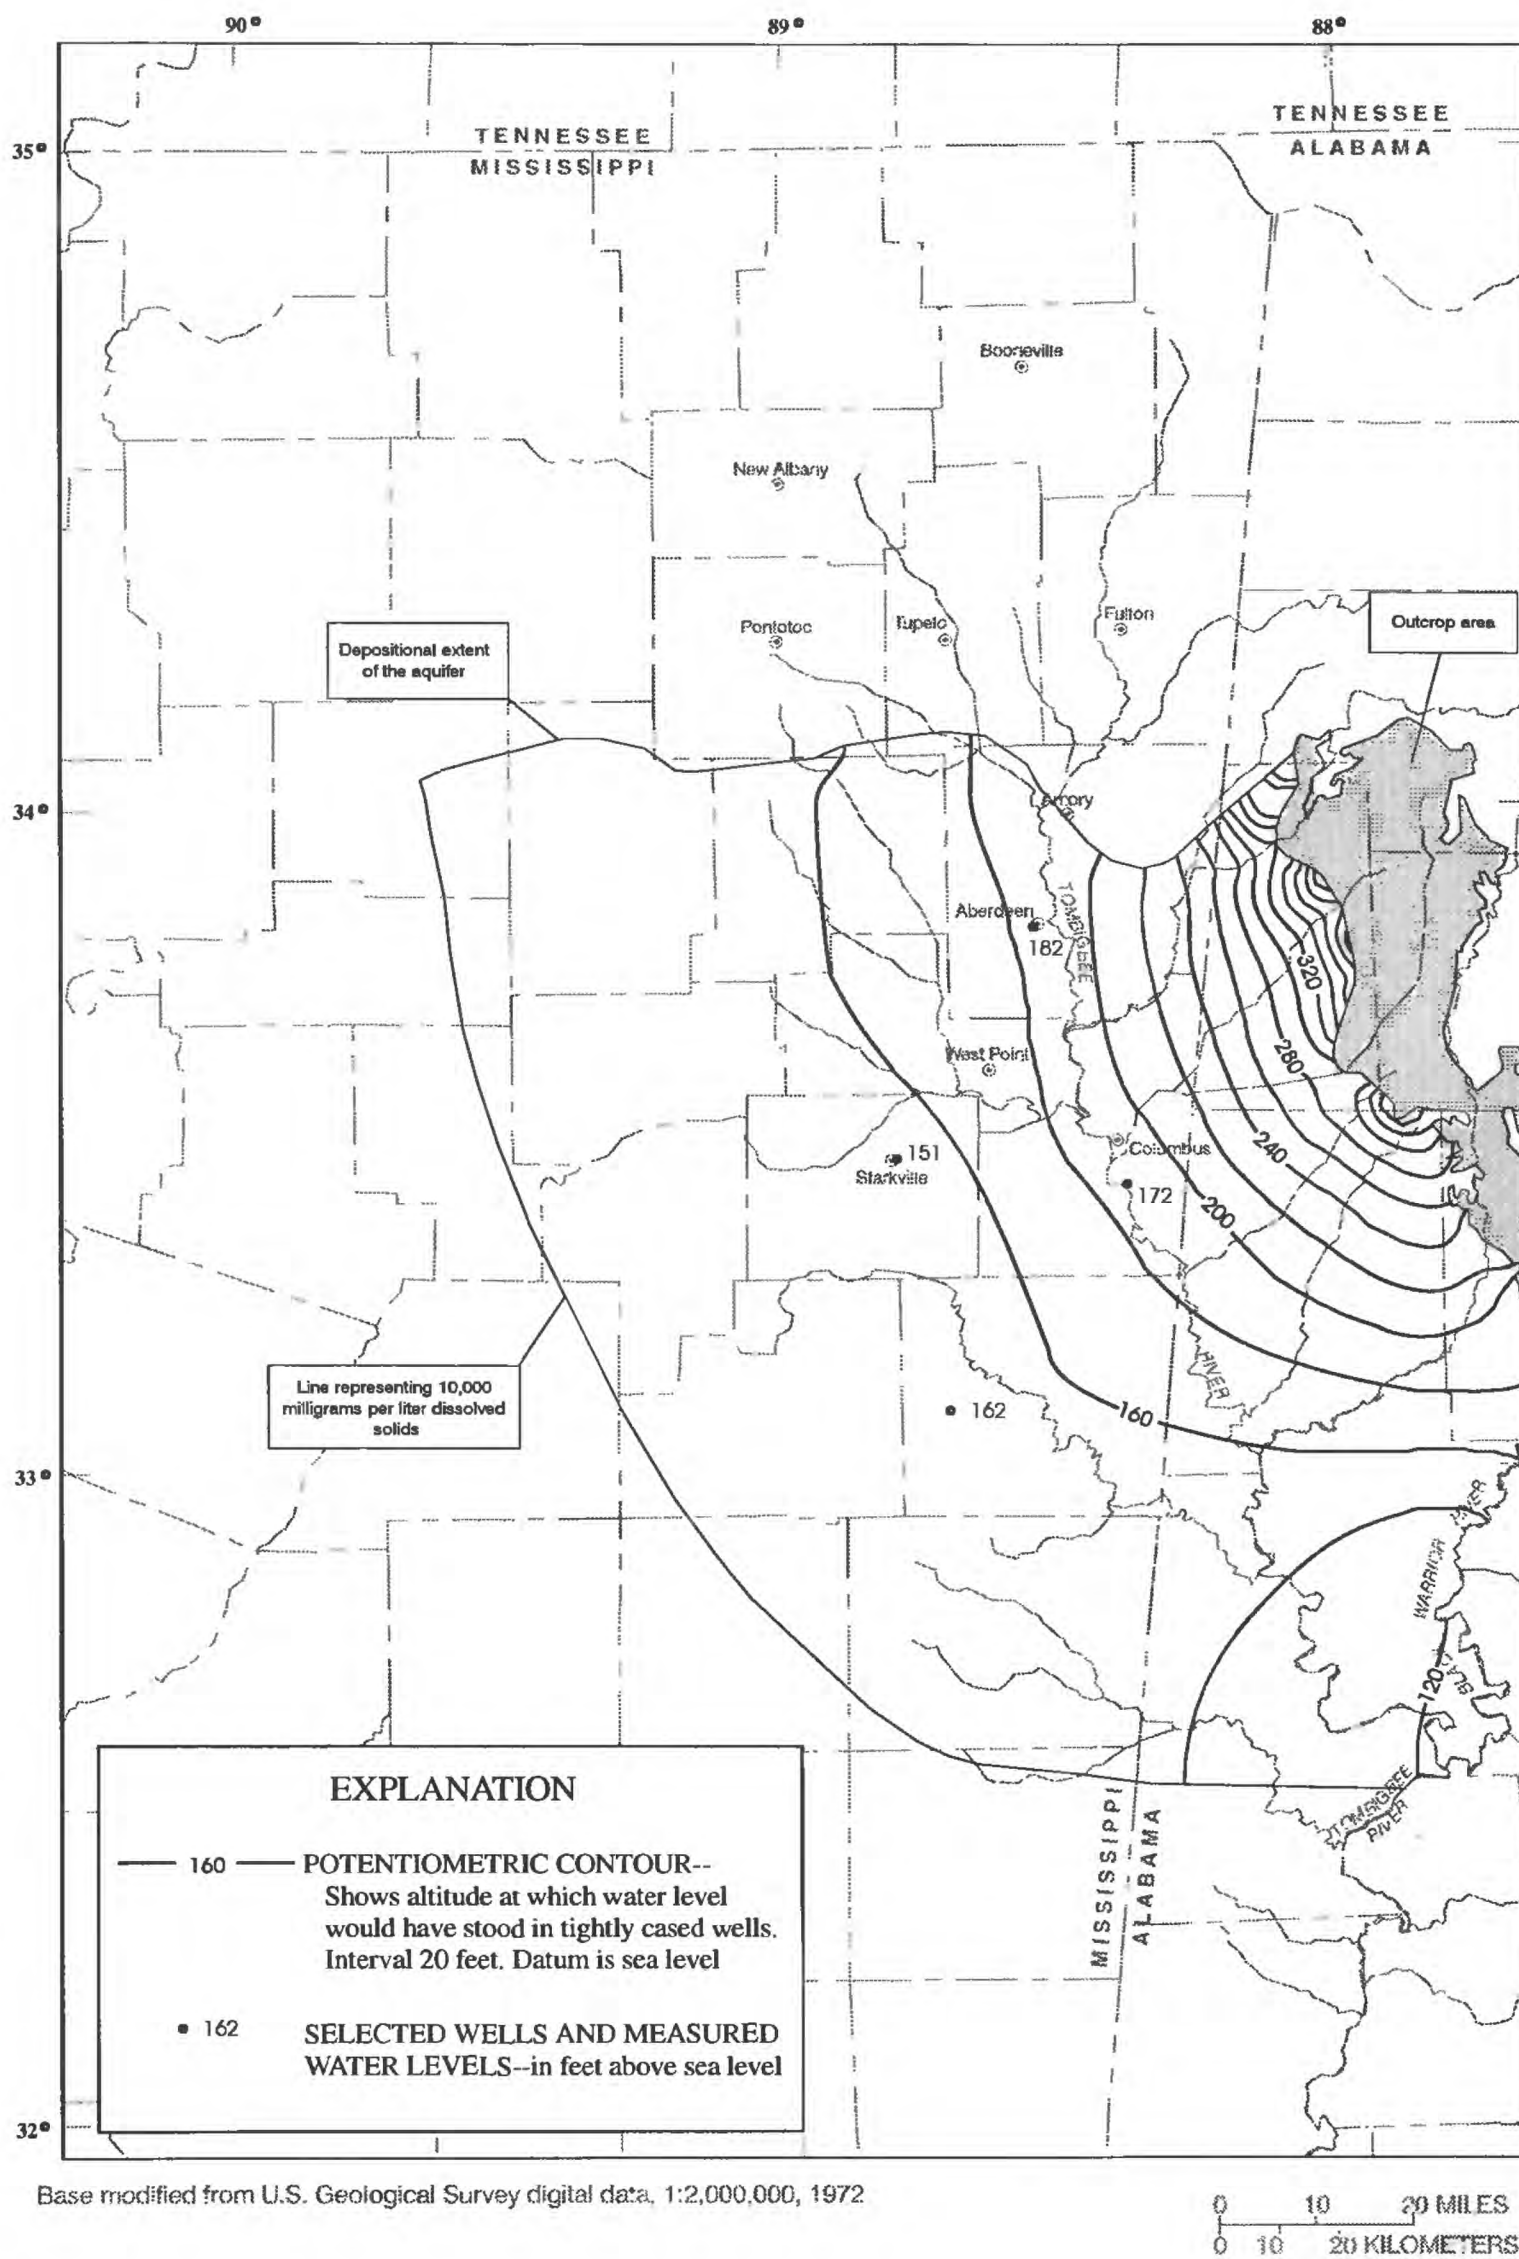 90° 89° 88°
TENNESSEE
MISSISSIPPI
TENNESSEE
ALABAMA
35°
Booneville
New Albany
Outcrop area
Fulton
Pontotoc
Tupelo
Depositional extent
of the aquifer
34°
Amory
TOMBIGBEE
Aberdeen
182
320
West Point
280
151
Starkville
Columbus
240
172
200
RIVER
Line representing 10,000
milligrams per liter dissolved
solids
162
160
33°
RIVER
WARRIOR
BLACK
120
TOMBIGBEE
RIVER
MISSISSIPPI
ALABAMA
EXPLANATION
160 POTENTIOMETRIC CONTOUR--
Shows altitude at which water level
would have stood in tightly cased wells.
Interval 20 feet. Datum is sea level
162 SELECTED WELLS AND MEASURED
WATER LEVELS--in feet above sea level
32°
Base modified from U.S. Geological Survey digital data, 1:2,000,000, 1972
0 10 20 MILES
0 10 20 KILOMETERS